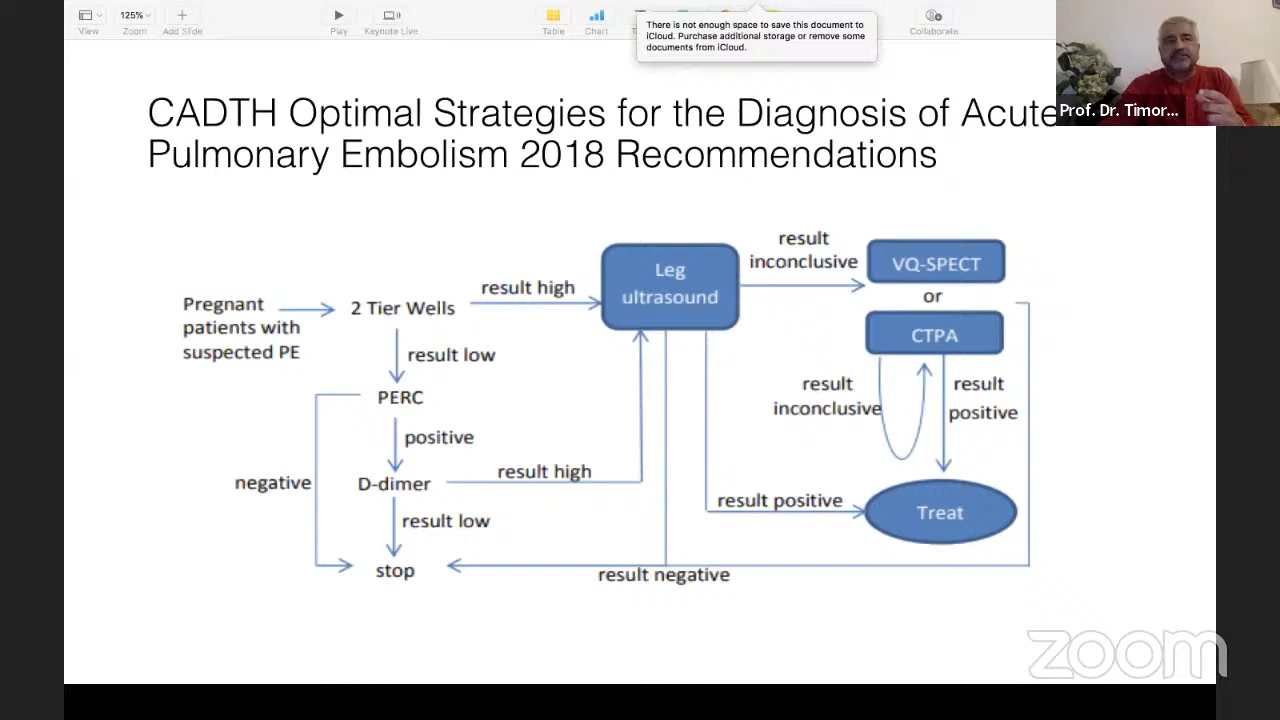 125%
View
Zoom
Add Slide
Play
Keynote Live
Table
Chart
Collaborate
There is not enough space to save this document to
iCloud. Purchase additional storage or remove some
documents from iCloud.
Prof. Dr. Timor...
CADTH Optimal Strategies for the Diagnosis of Acute
Pulmonary Embolism 2018 Recommendations
Pregnant
patients with
suspected PE
2 Tier Wells
result high
Leg
ultrasound
result
inconclusive
VQ-SPECT
or
CTPA
result low
PERC
positive
negative
D-dimer
result high
result low
stop
result
inconclusive
result
positive
result positive
Treat
result negative
zoom